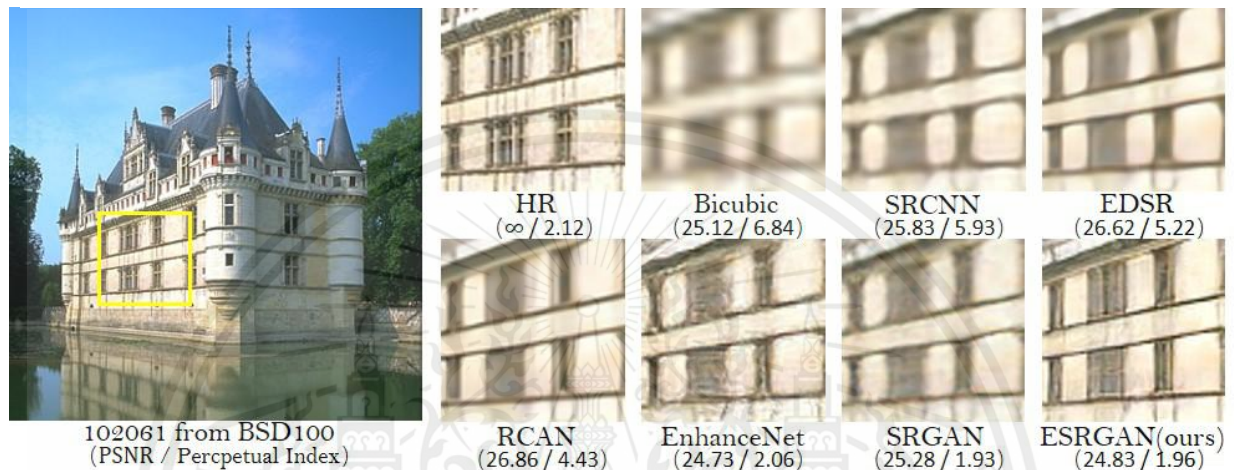 HR
(∞ / 2.12)
Bicubic
(25.12 / 6.84)
SRCNN
(25.83 / 5.93)
EDSR
(26.62 / 5.22)
102061 from BSD100
(PSNR / Percpetual Index)
RCAN
(26.86 / 4.43)
EnhanceNet
(24.73 / 2.06)
SRGAN
(25.28 / 1.93)
ESRGAN(ours)
(24.83 / 1.96)